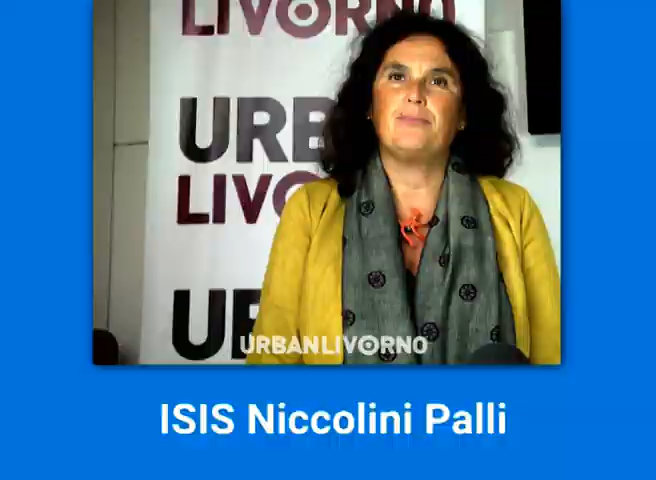 LIVORNO
URB
LIVO
UR
URBANLIVORNO
ISIS Niccolini Palli